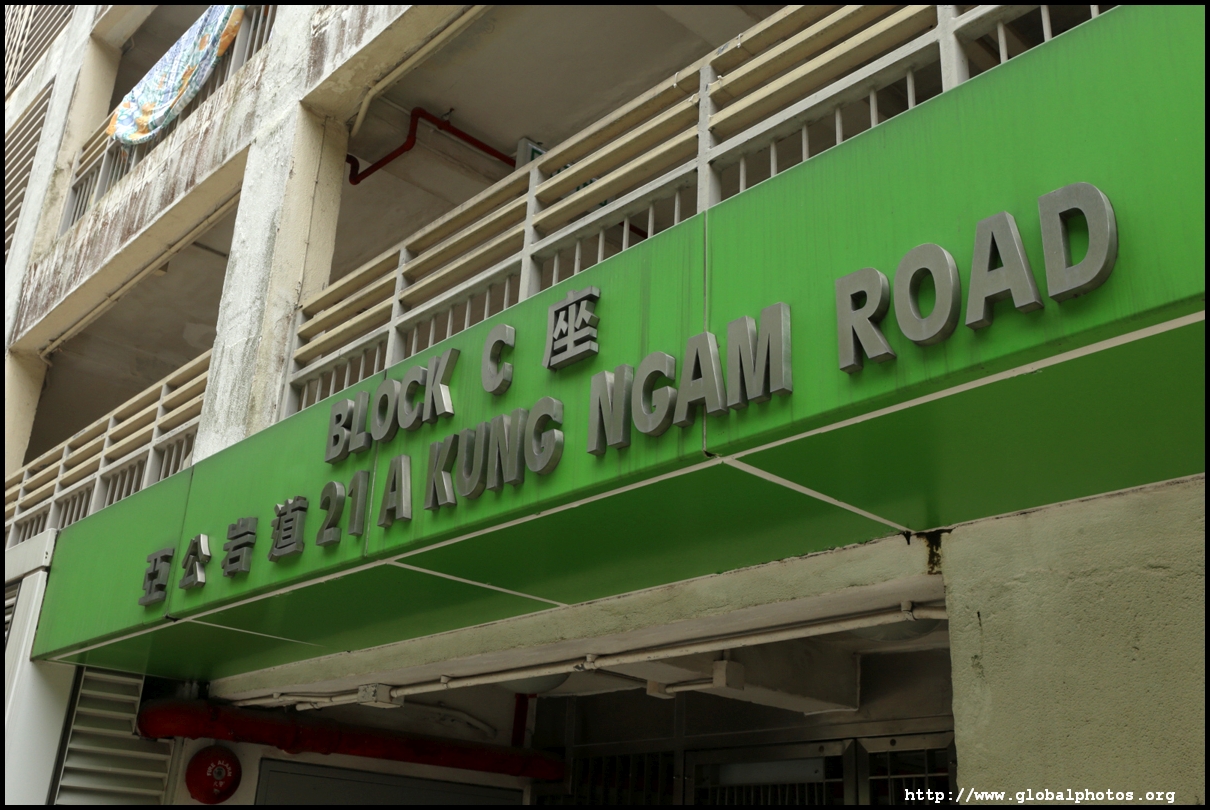 BLOCK C 座
亞公岩道 21 A KUNG NGAM ROAD
http://www.globalphotos.org